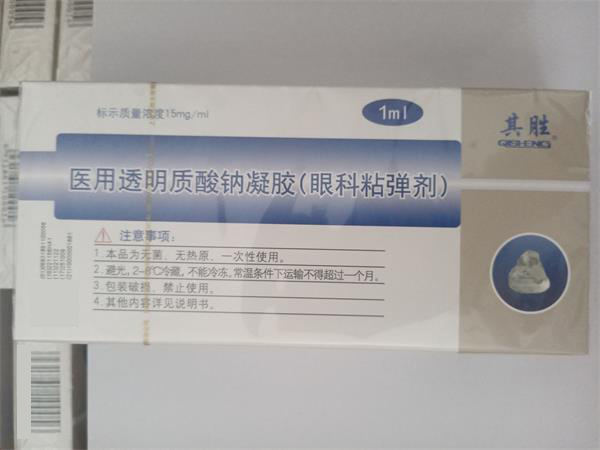 标示质量浓度15mg/ml
1ml
其胜
QISHENG
医用透明质酸钠凝胶(眼科粘弹剂)
注意事项:
1.本品为无菌、无热原、一次性使用。
2.避光,2-8℃冷藏,不能冷冻,常温条件下运输不得超过一个月。
3.包装破损,禁止使用。
4.其他内容详见说明书。